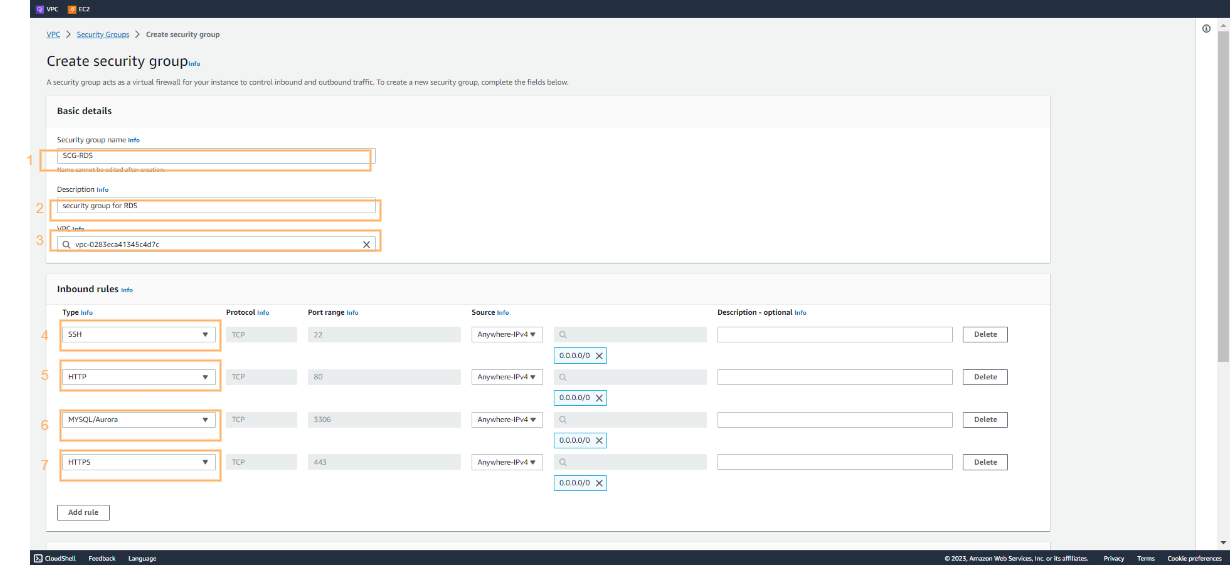 VPC EC2
VPC > Security Groups > Create security group
Create security group Info
A security group acts as a virtual firewall for your instance to control inbound and outbound traffic. To create a new security group, complete the fields below.
Basic details
Security group name Info
1 SCG-RDS
Name cannot be edited after creation.
Description Info
2 security group for RDS
VPC Info
3 vpc-0283eca41345c4d7c
Inbound rules Info
Type Info Protocol Info Port range Info Source Info Description - optional Info
4 SSH TCP 22 Anywhere-IPv4 Delete
0.0.0.0/0
5 HTTP TCP 80 Anywhere-IPv4 Delete
0.0.0.0/0
6 MYSQL/Aurora TCP 3306 Anywhere-IPv4 Delete
0.0.0.0/0
7 HTTPS TCP 443 Anywhere-IPv4 Delete
0.0.0.0/0
Add rule
CloudShell Feedback Language © 2023, Amazon Web Services, Inc. or its affiliates. Privacy Terms Cookie preferences